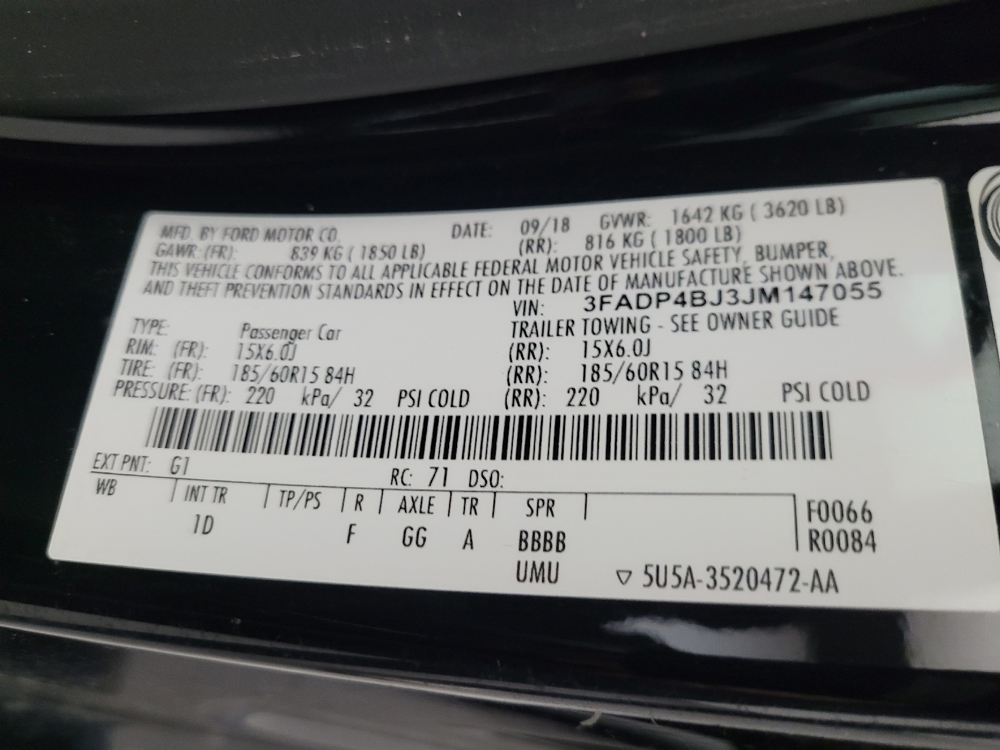 MFD. BY FORD MOTOR CO. DATE: 09/18 GVWR: 1642 KG ( 3620 LB)
GAWR: (FR): 839 KG ( 1850 LB) (RR): 816 KG ( 1800 LB)
THIS VEHICLE CONFORMS TO ALL APPLICABLE FEDERAL MOTOR VEHICLE SAFETY, BUMPER,
AND THEFT PREVENTION STANDARDS IN EFFECT ON THE DATE OF MANUFACTURE SHOWN ABOVE.
VIN: 3FADP4BJ3JM147055
TYPE: Passenger Car TRAILER TOWING - SEE OWNER GUIDE
RIM: (FR): 15X6.0J (RR): 15X6.0J
TIRE: (FR): 185/60R15 84H (RR): 185/60R15 84H
PRESSURE: (FR): 220 kPa/ 32 PSI COLD (RR): 220 kPa/ 32 PSI COLD
EXT PNT: G1 RC: 71 DSO:
WB INT TR TP/PS R AXLE TR SPR F0066
1D F GG A BBBB R0084
UMU 5U5A-3520472-AA